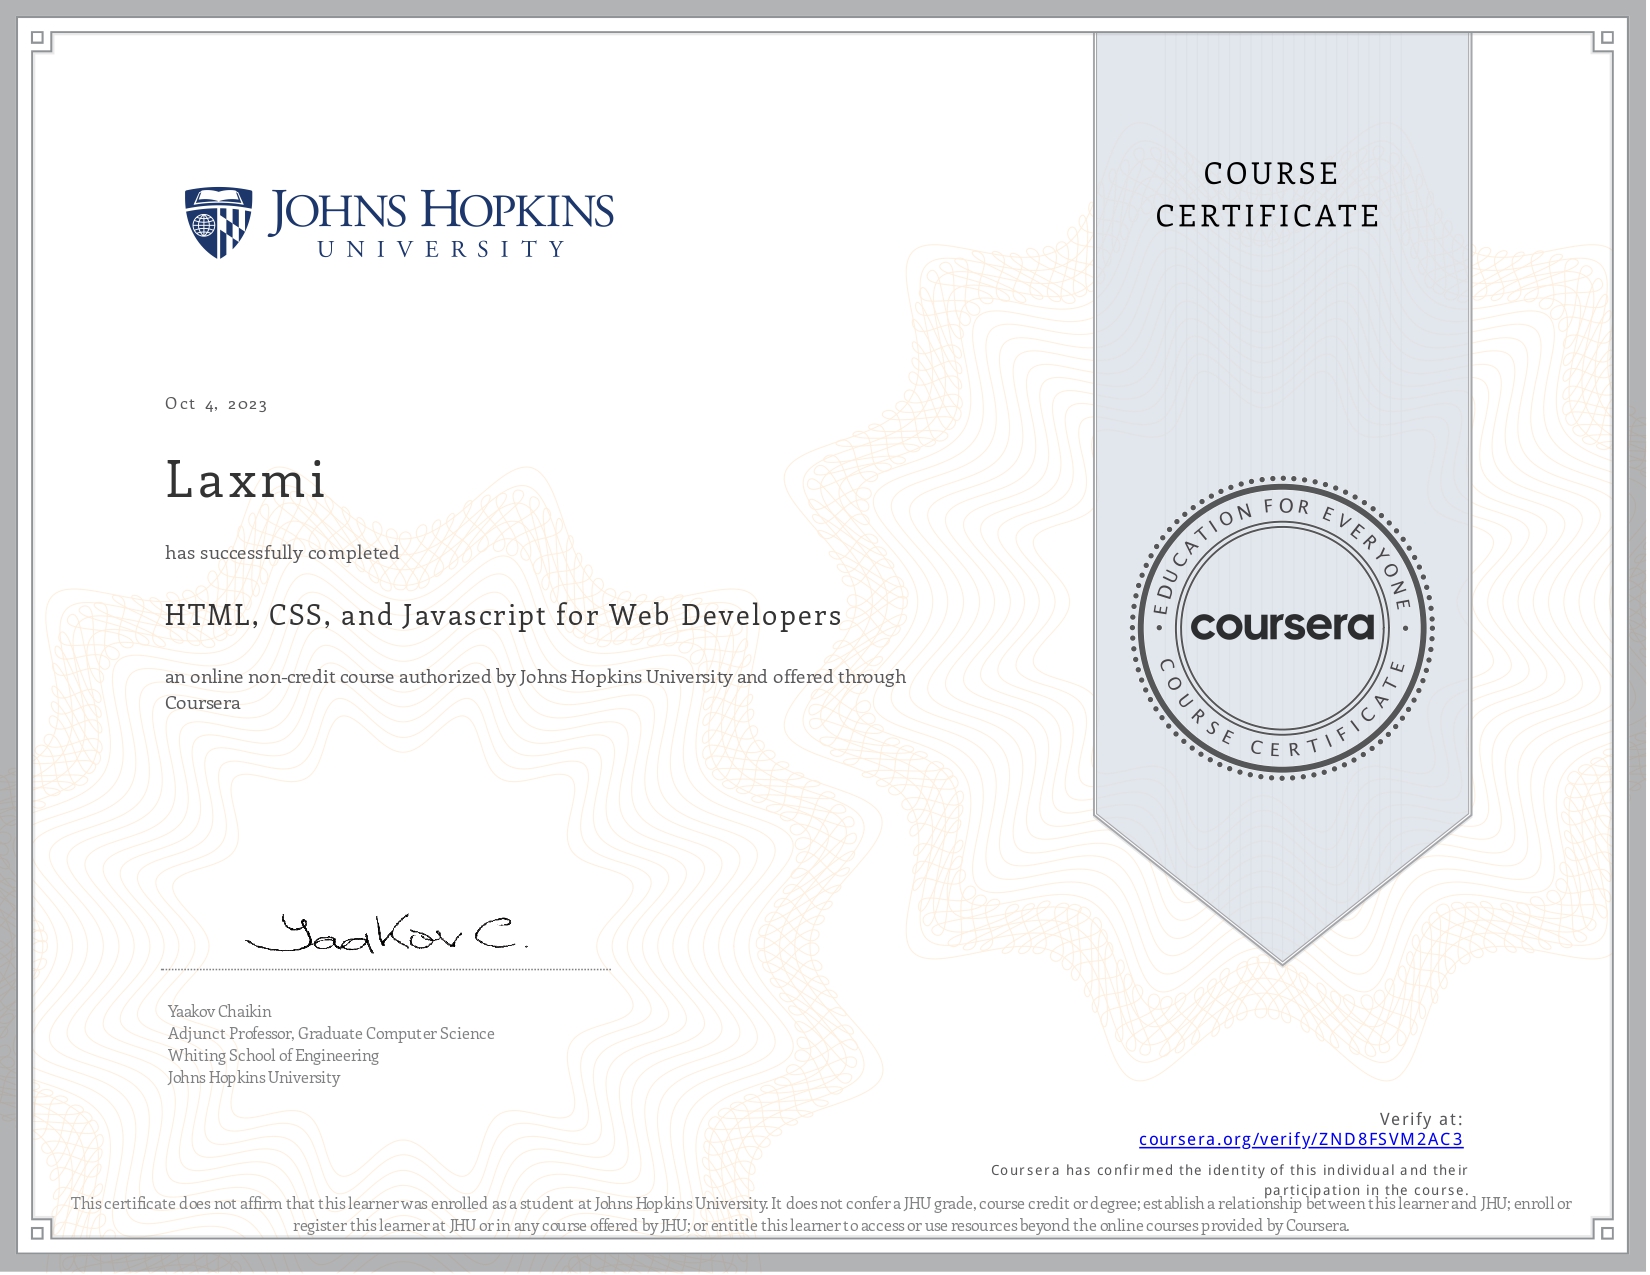 JOHNS HOPKINS
UNIVERSITY
COURSE
CERTIFICATE
Oct 4, 2023
Laxmi
has successfully completed
HTML, CSS, and Javascript for Web Developers
an online non-credit course authorized by Johns Hopkins University and offered through
Coursera
EDUCATION FOR EVERYONE
coursera
COURSE CERTIFICATE
Yaakov C.
Yaakov Chaikin
Adjunct Professor, Graduate Computer Science
Whiting School of Engineering
Johns Hopkins University
Verify at:
coursera.org/verify/ZND8FSVM2AC3
Coursera has confirmed the identity of this individual and their
participation in the course.
This certificate does not affirm that this learner was enrolled as a student at Johns Hopkins University. It does not confer a JHU grade, course credit or degree; establish a relationship between this learner and JHU; enroll or
register this learner at JHU or in any course offered by JHU; or entitle this learner to access or use resources beyond the online courses provided by Coursera.